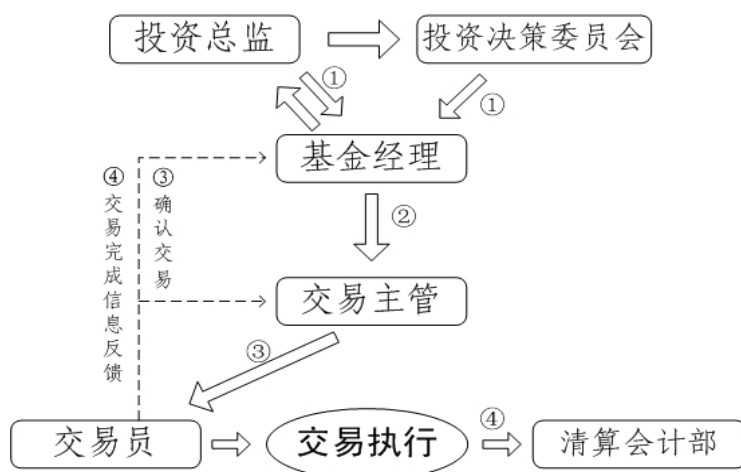 投资总监
投资决策委员会
①
①
基金经理
②
④交易完成信息反馈
③确认交易
交易主管
③
交易员
交易执行
④
清算会计部